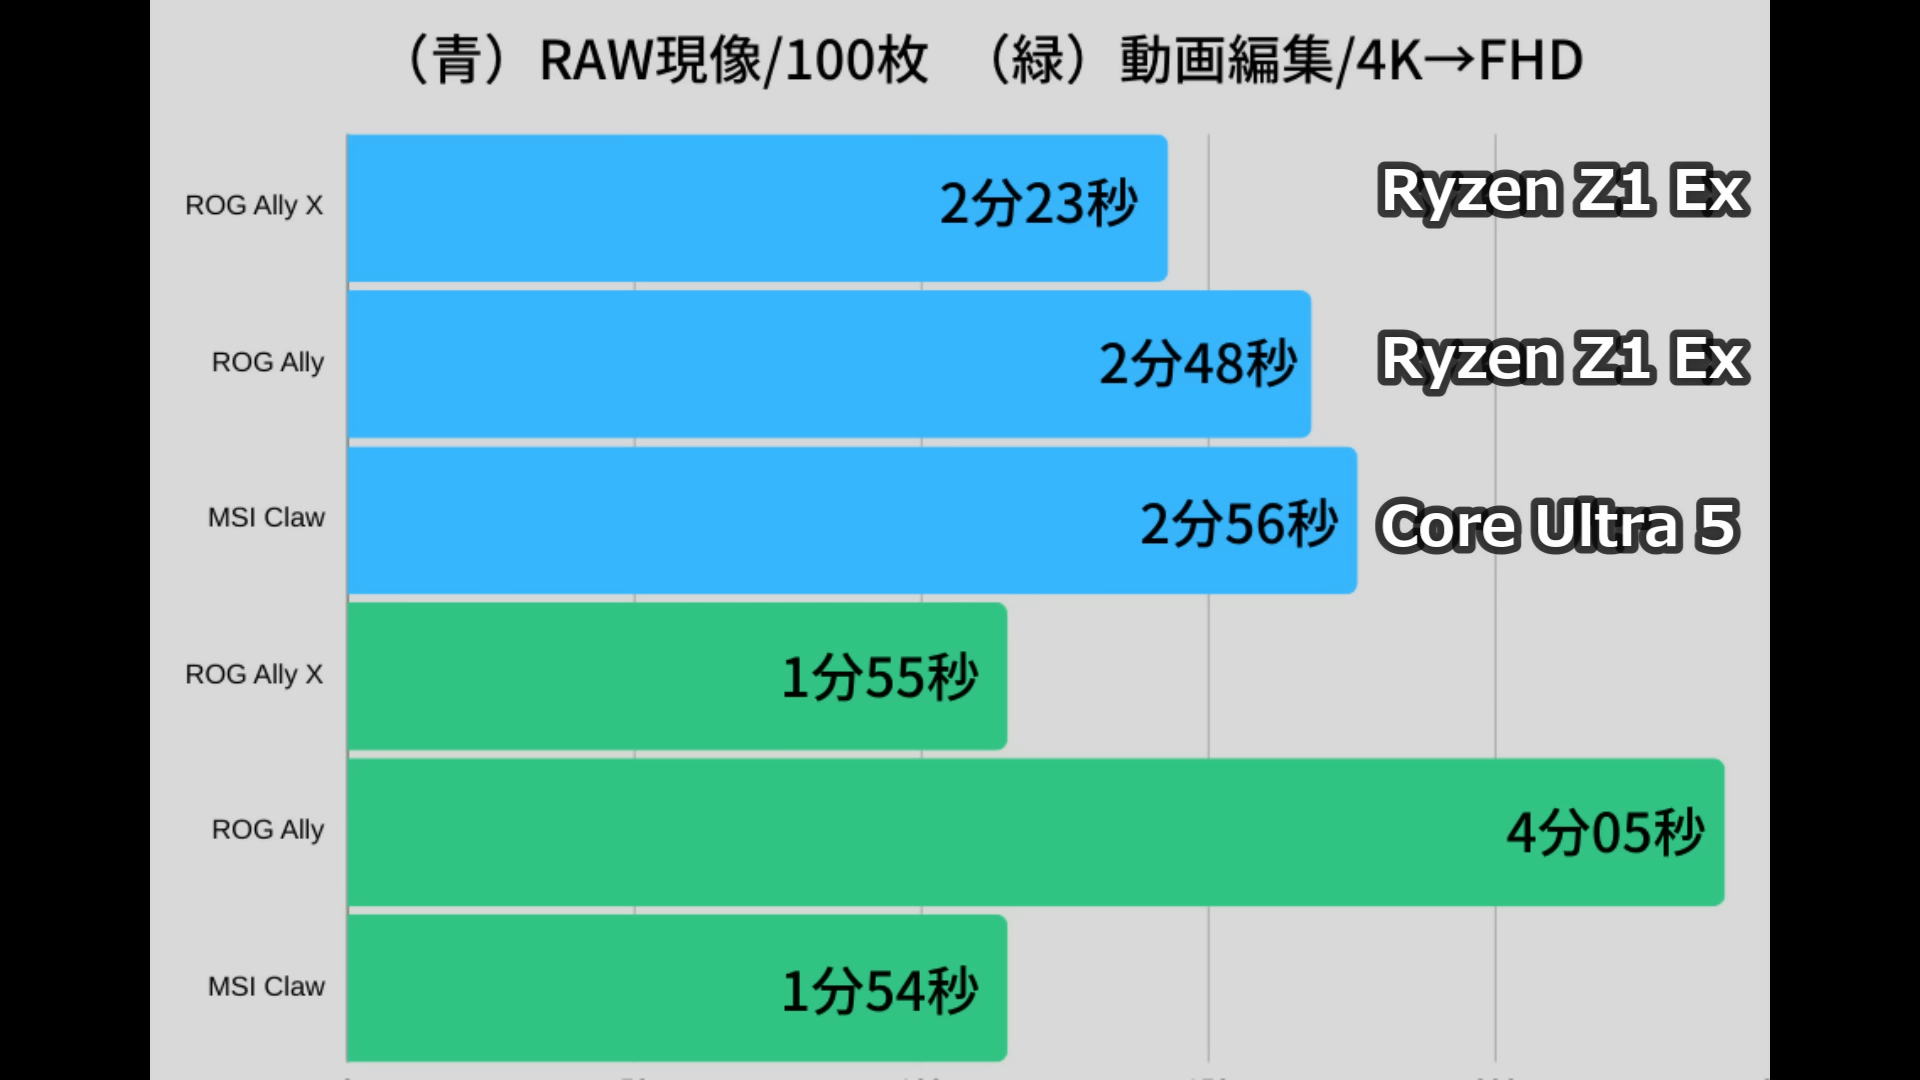 （青）RAW現像/100枚 （緑）動画編集/4K→FHD
ROG Ally X 2分23秒 Ryzen Z1 Ex
ROG Ally 2分48秒 Ryzen Z1 Ex
MSI Claw 2分56秒 Core Ultra 5
ROG Ally X 1分55秒
ROG Ally 4分05秒
MSI Claw 1分54秒